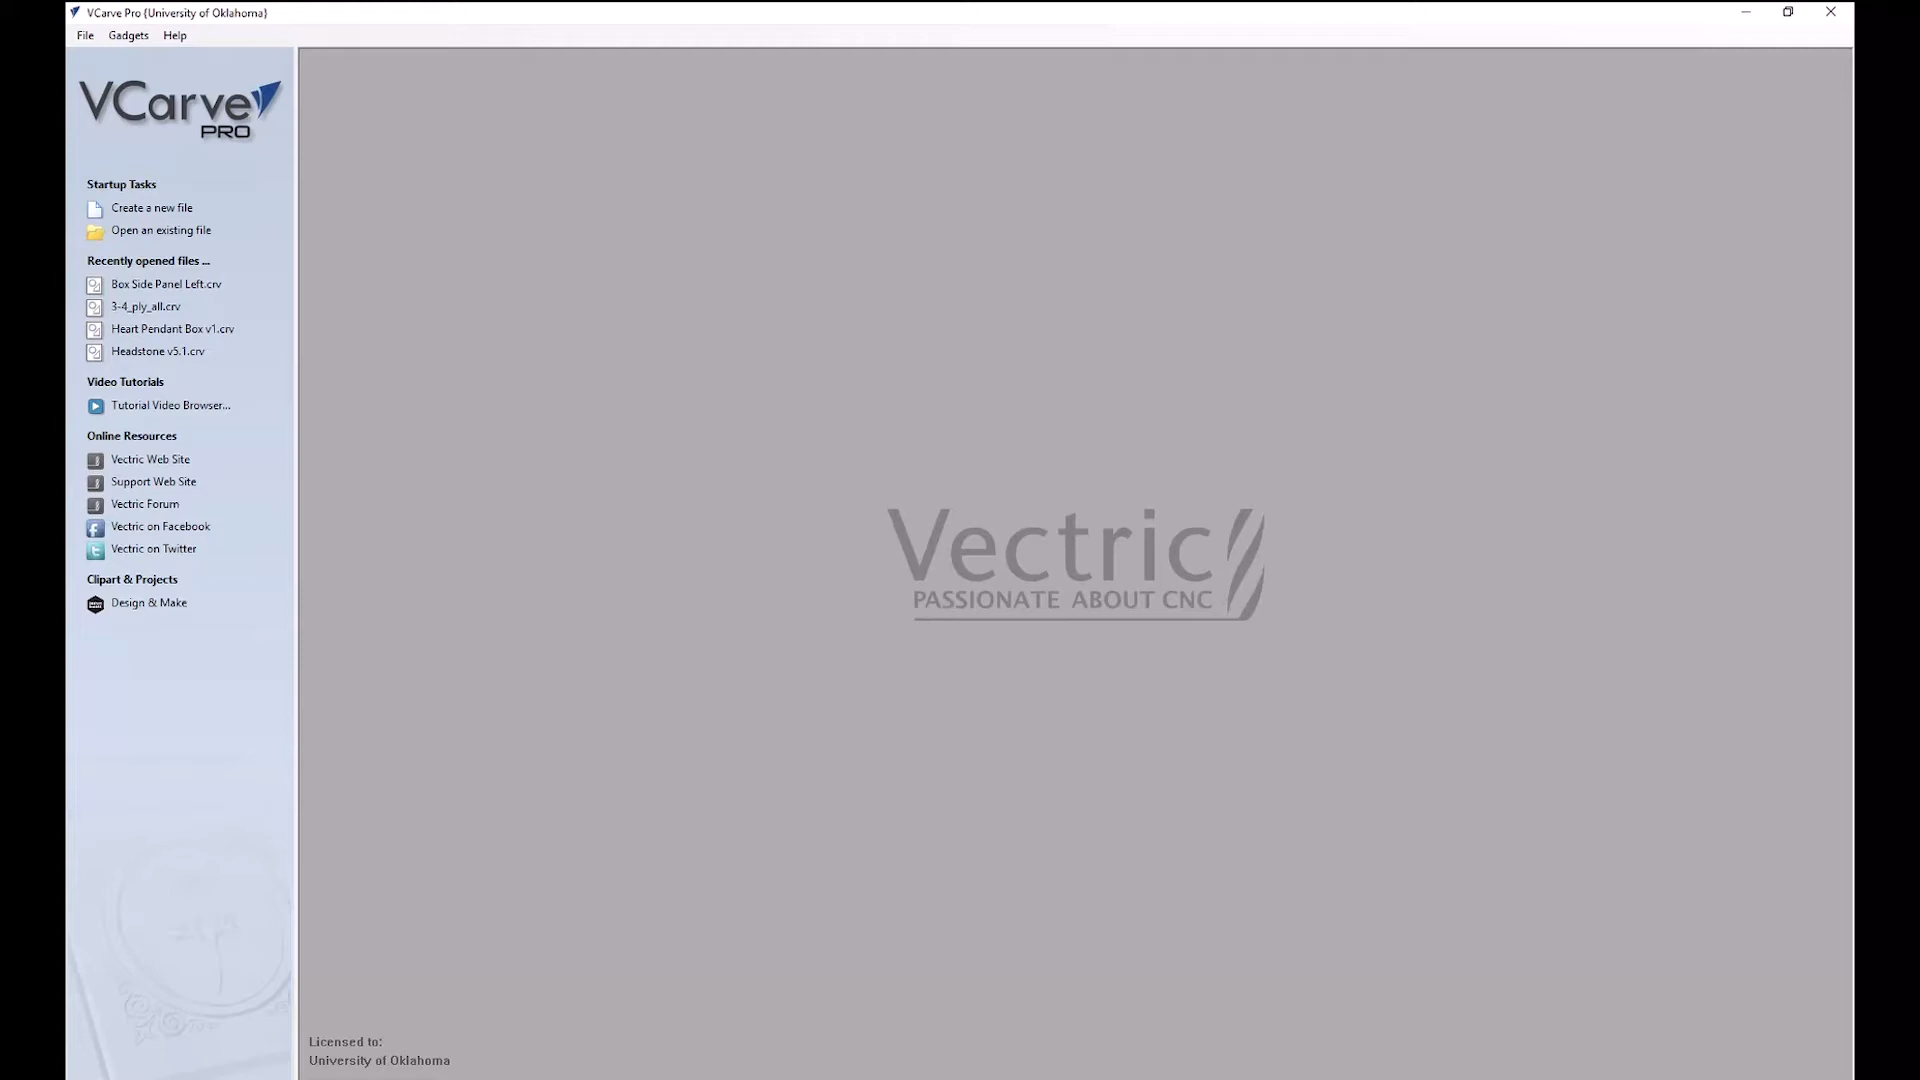 VCarve Pro {University of Oklahoma}
File Gadgets Help
VCarve
PRO
Startup Tasks
Create a new file
Open an existing file
Recently opened files ...
Box Side Panel Left.crv
3-4_ply_all.crv
Heart Pendant Box v1.crv
Headstone v5.1.crv
Video Tutorials
Tutorial Video Browser...
Online Resources
Vectric Web Site
Support Web Site
Vectric Forum
Vectric on Facebook
Vectric on Twitter
Clipart & Projects
Design & Make
Vectric
PASSIONATE ABOUT CNC
Licensed to:
University of Oklahoma